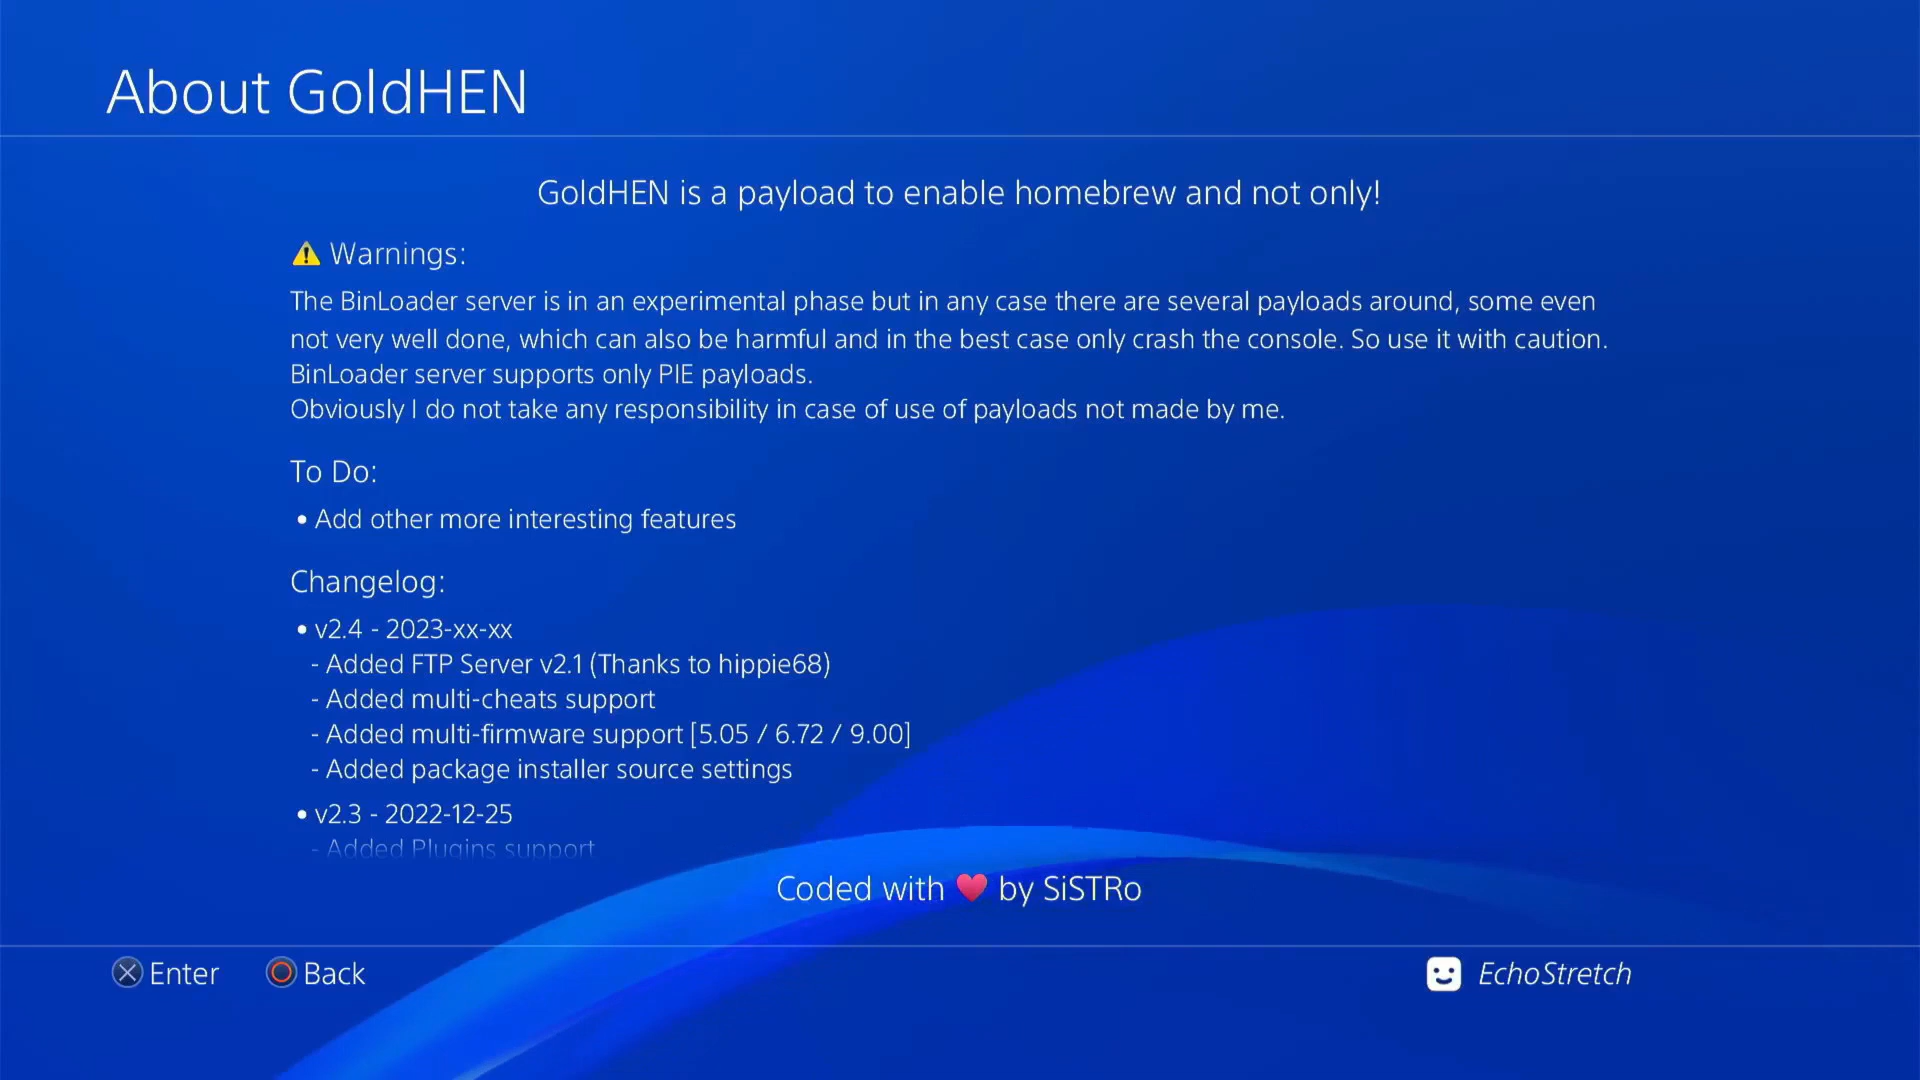 About GoldHEN
GoldHEN is a payload to enable homebrew and not only!
Warnings:
The BinLoader server is in an experimental phase but in any case there are several payloads around, some even
not very well done, which can also be harmful and in the best case only crash the console. So use it with caution.
BinLoader server supports only PIE payloads.
Obviously I do not take any responsibility in case of use of payloads not made by me.
To Do:
• Add other more interesting features
Changelog:
• v2.4 - 2023-xx-xx
- Added FTP Server v2.1 (Thanks to hippie68)
- Added multi-cheats support
- Added multi-firmware support [5.05 / 6.72 / 9.00]
- Added package installer source settings
• v2.3 - 2022-12-25
- Added Plugins support
Coded with ❤ by SiSTRo
Enter Back EchoStretch